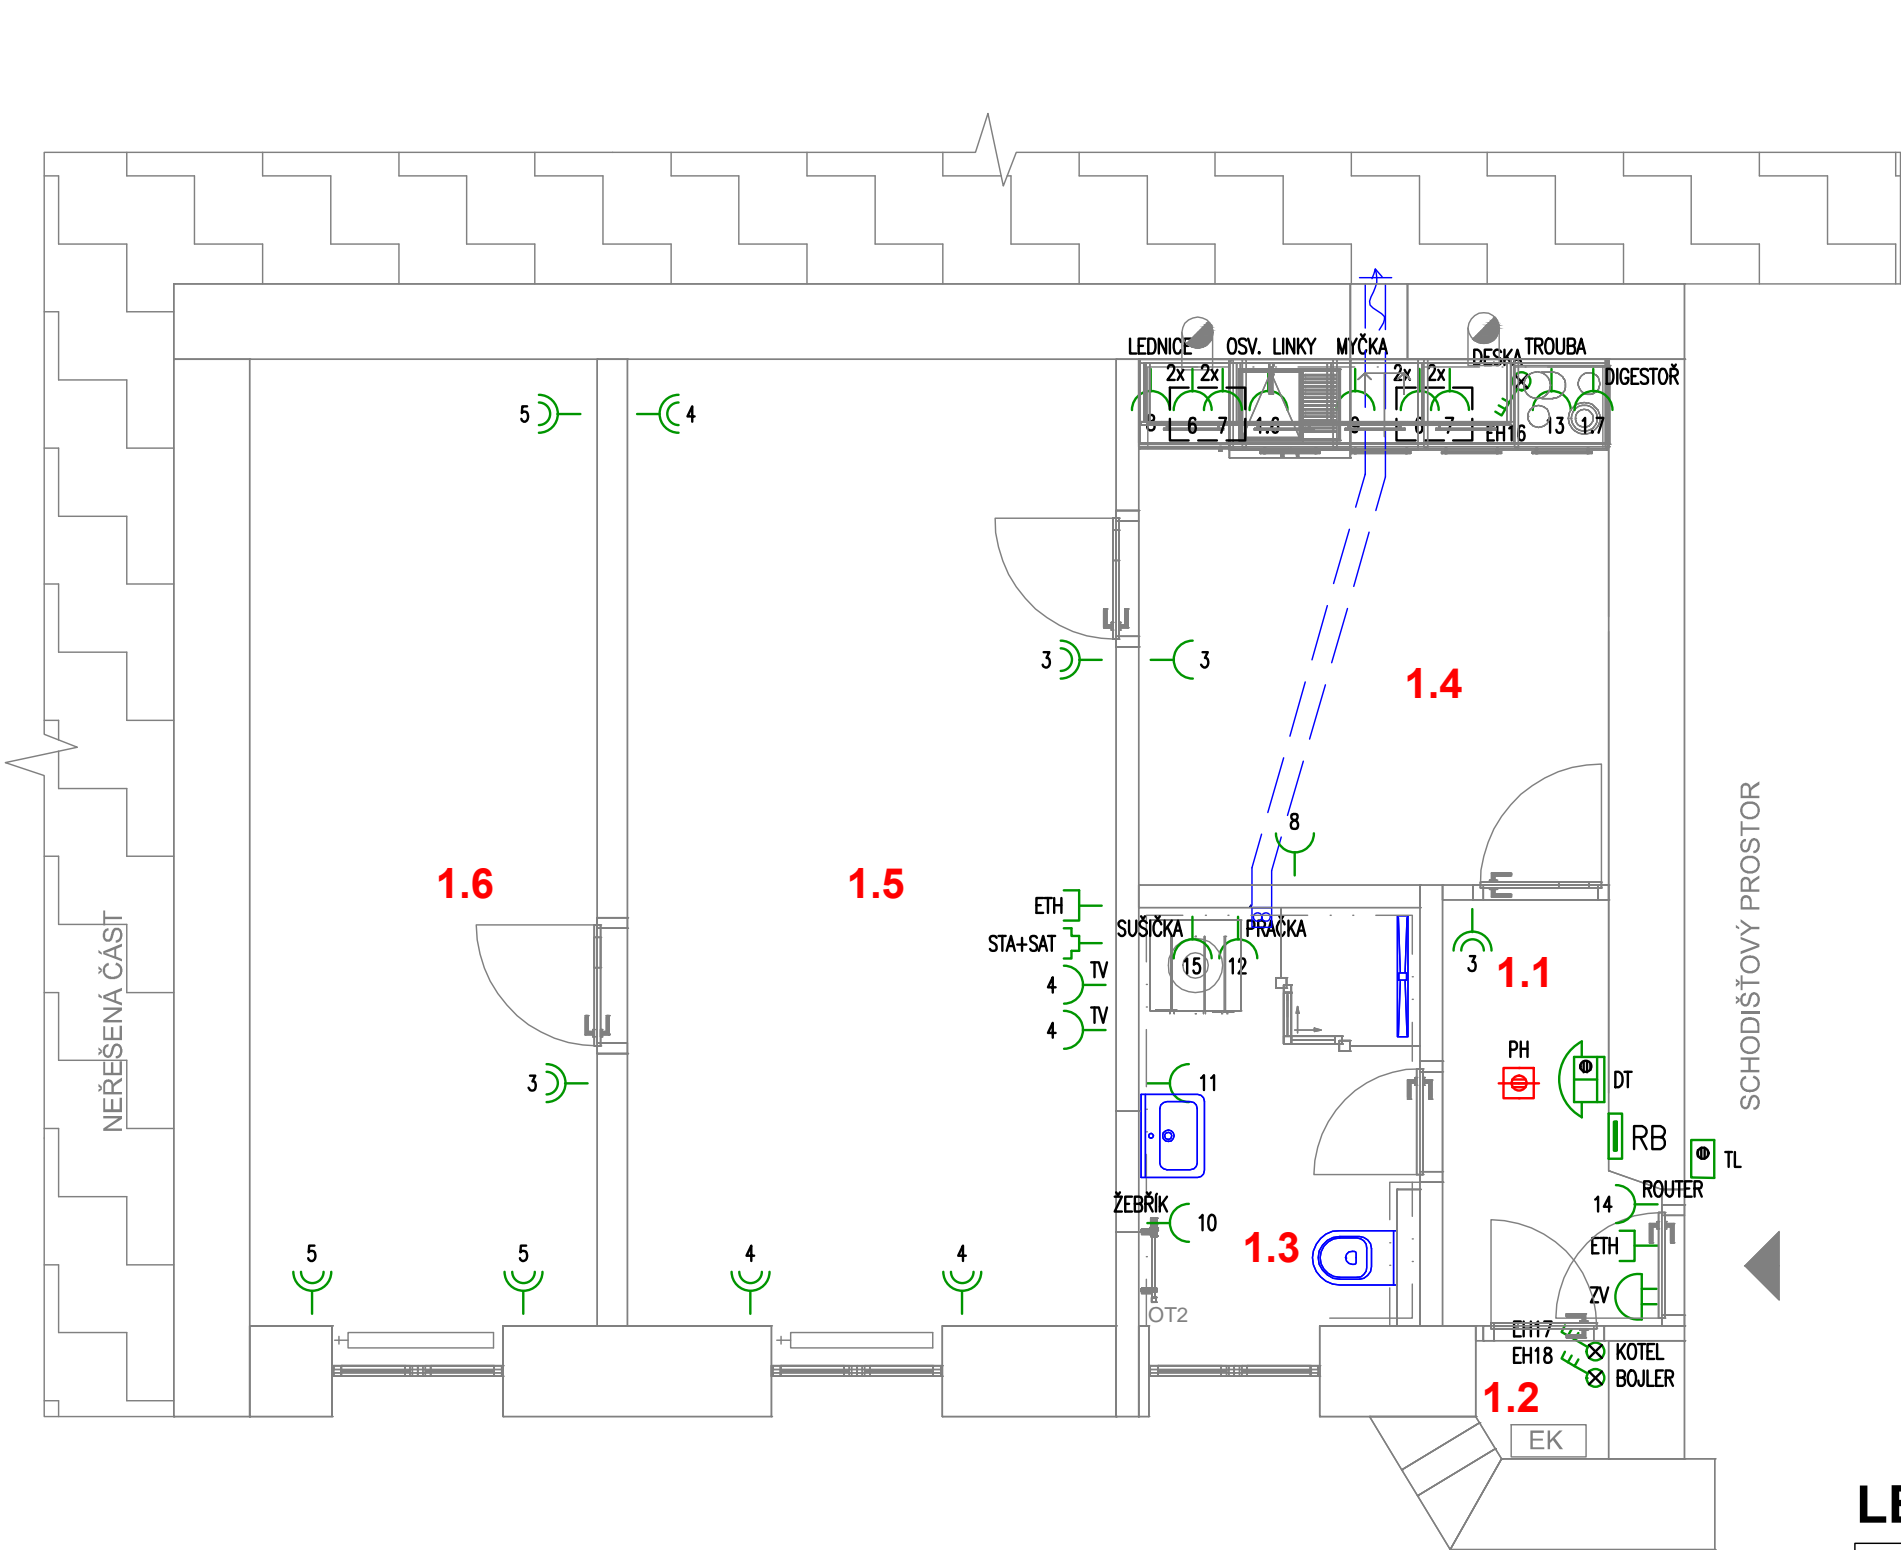 LEDNICE OSV. LINKY MYČKA DESKA TROUBA
2x 2x 2x 2x DIGESTOŘ
5 4 6 7 6 7 EH16 13 1.7
3 3
1.4
8
1.6 1.5
ETH
SUŠIČKA PRAČKA
STA+SAT
15 12 3
1.1
4 TV
4 TV
NEŘEŠENÁ ČÁST
SCHODIŠŤOVÝ PROSTOR
PH
3 11 DT
RB
TL
ŽEBŘÍK ROUTER
14
10
1.3
ETH
5 5 4 4
ZV
OT2
EH17
KOTEL
EH18
BOJLER
1.2
EK